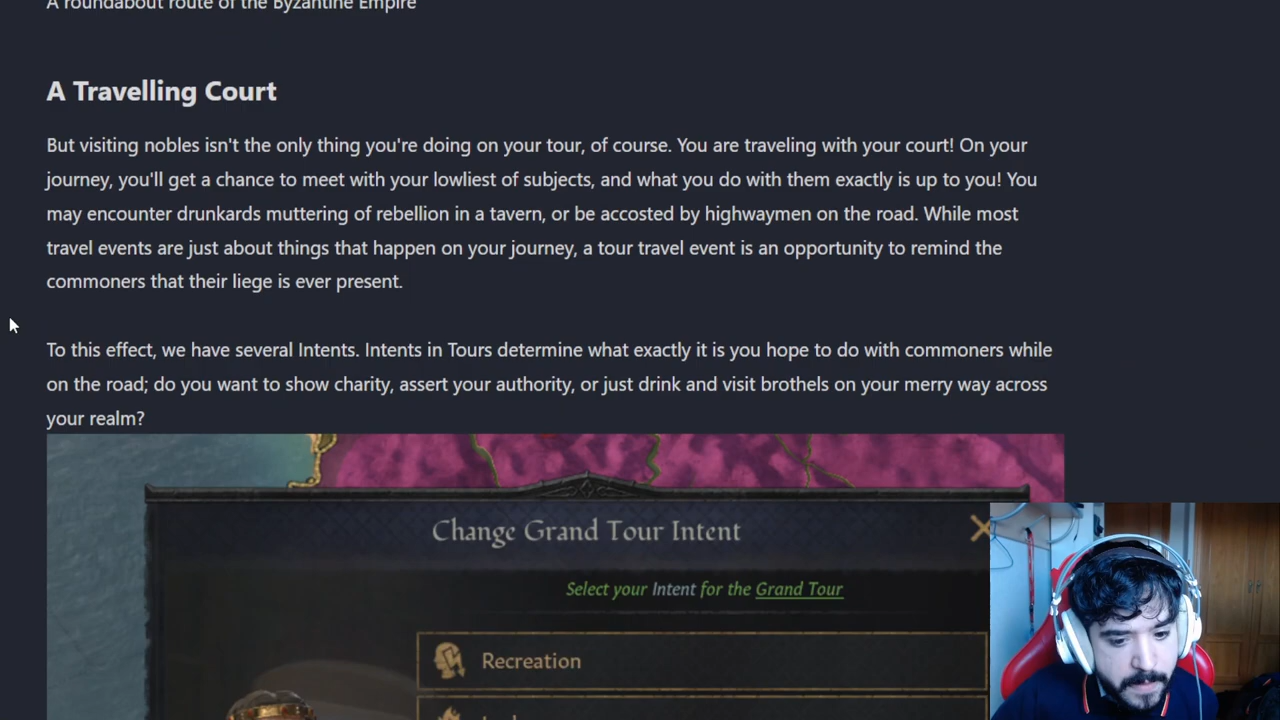 A roundabout route of the Byzantine Empire
A Travelling Court
But visiting nobles isn't the only thing you're doing on your tour, of course. You are traveling with your court! On your
journey, you'll get a chance to meet with your lowliest of subjects, and what you do with them exactly is up to you! You
may encounter drunkards muttering of rebellion in a tavern, or be accosted by highwaymen on the road. While most
travel events are just about things that happen on your journey, a tour travel event is an opportunity to remind the
commoners that their liege is ever present.
To this effect, we have several Intents. Intents in Tours determine what exactly it is you hope to do with commoners while
on the road; do you want to show charity, assert your authority, or just drink and visit brothels on your merry way across
your realm?
Change Grand Tour Intent
Select your Intent for the Grand Tour
Recreation